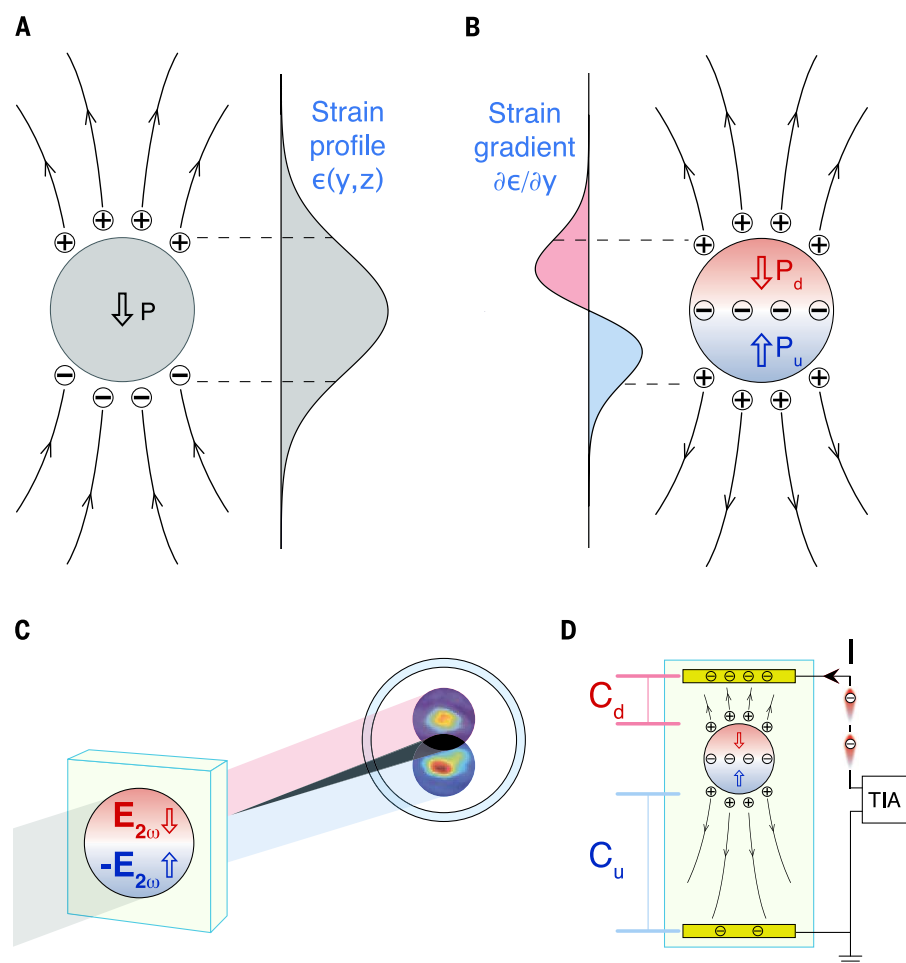 A
B
Strain
profile
ϵ(y,z)
Strain
gradient
∂ϵ/∂y
+ + + +
+ + + +
P
P_d
− − − −
P_u
− − − −
+ + + +
C
D
E_2ω
-E_2ω
I
C_d
− − − −
−
+ + + +
−
− − − −
+ + + +
TIA
C_u
− −